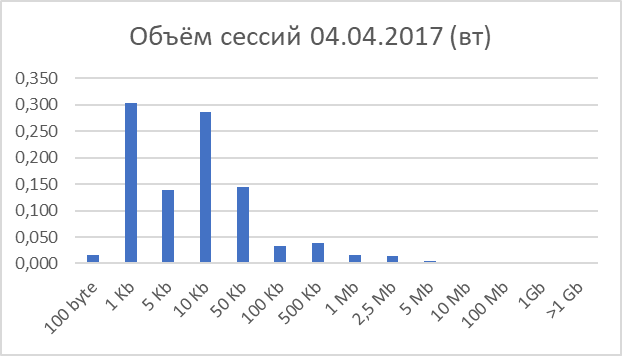 Объём сессий 04.04.2017 (вт)
0,350
0,300
0,250
0,200
0,150
0,100
0,050
0,000
100 byte
1 Kb
5 Kb
10 Kb
50 Kb
100 Kb
500 Kb
1 Mb
2,5 Mb
5 Mb
10 Mb
100 Mb
1Gb
>1 Gb